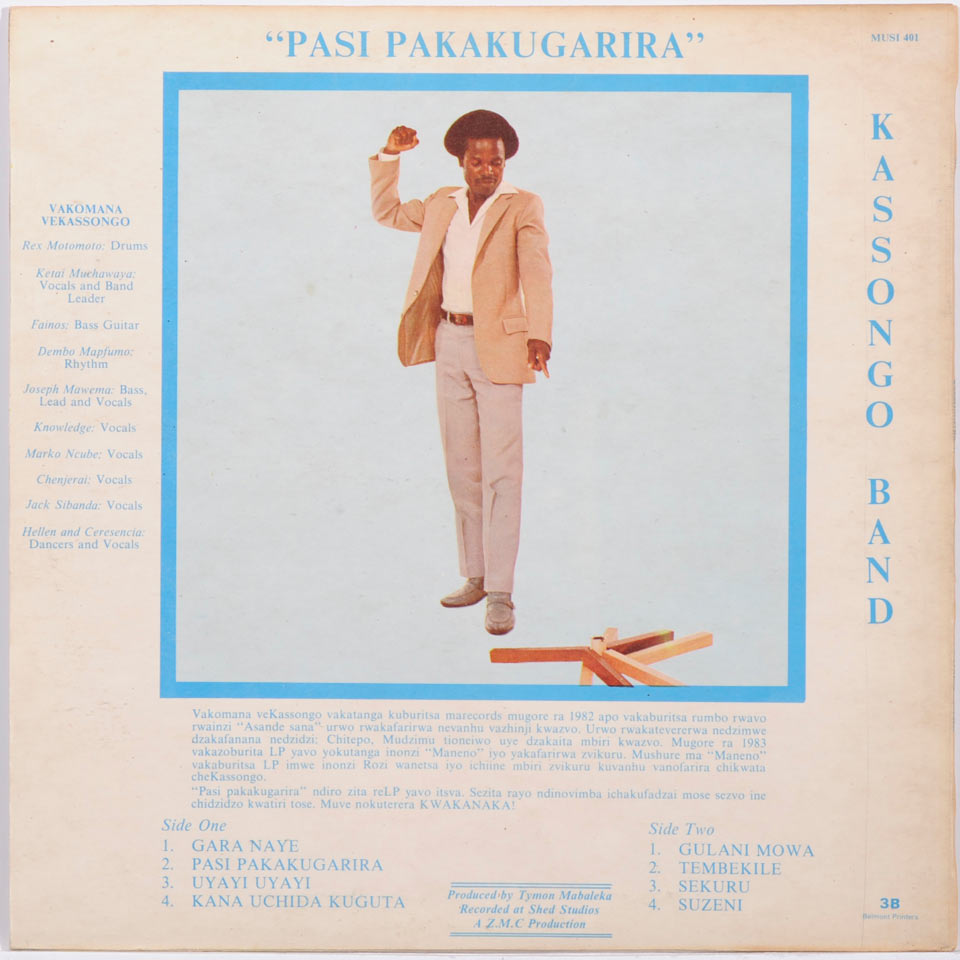 "PASI PAKAKUGARIRA"
MUSI 401
KASSONGO BAND
VAKOMANA
VEKASSONGO
Rex Motomoto: Drums
Ketai Muchawaya:
Vocals and Band
Leader
Fainos: Bass Guitar
Dembo Mapfumo:
Rhythm
Joseph Mawema: Bass,
Lead and Vocals
Knowledge: Vocals
Marko Ncube: Vocals
Chenjerai: Vocals
Jack Sibanda: Vocals
Hellen and Ceresencia:
Dancers and Vocals
Vakomana veKassongo vakatanga kuburitsa marecords mugore ra 1982 apo vakaburitsa rumbo rwavo
rwainzi "Asande sana" urwo rwakafarirwa nevanhu vazhinji kwazvo. Urwo rwakatevererwa nedzimwe
dzakafanana nedzidzi; Chitepo, Mudzimu tioneiwo uye dzakaita mbiri kwazvo. Mugore ra 1983
vakazoburita LP yavo yokutanga inonzi "Maneno" iyo yakafarirwa zvikuru. Mushure ma "Maneno"
vakaburitsa LP imwe inonzi Rozi wanetsa iyo ichiine mbiri zvikuru kuvanhu vanofarira chikwata
cheKassongo.
"Pasi pakakugarira" ndiro zita reLP yavo itsva. Sezita rayo ndinovimba ichakufadzai mose sezvo ine
chidzidzo kwatiri tose. Muve nokuterera KWAKANAKA!
Side One
1. GARA NAYE
2. PASI PAKAKUGARIRA
3. UYAYI UYAYI
4. KANA UCHIDA KUGUTA
Side Two
1. GULANI MOWA
2. TEMBEKILE
3. SEKURU
4. SUZENI
Produced by Tymon Mabaleka
Recorded at Shed Studios
A Z.M.C Production
3B
Belmont Printers